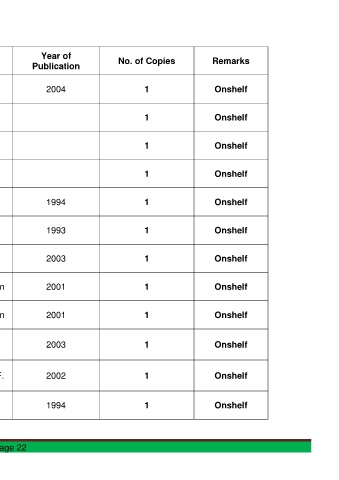 Year of Publication No. of Copies Remarks
2004 1 Onshelf
1 Onshelf
1 Onshelf
1 Onshelf
1994 1 Onshelf
1993 1 Onshelf
2003 1 Onshelf
2001 1 Onshelf
2001 1 Onshelf
2003 1 Onshelf
F. 2002 1 Onshelf
1994 1 Onshelf
age 22